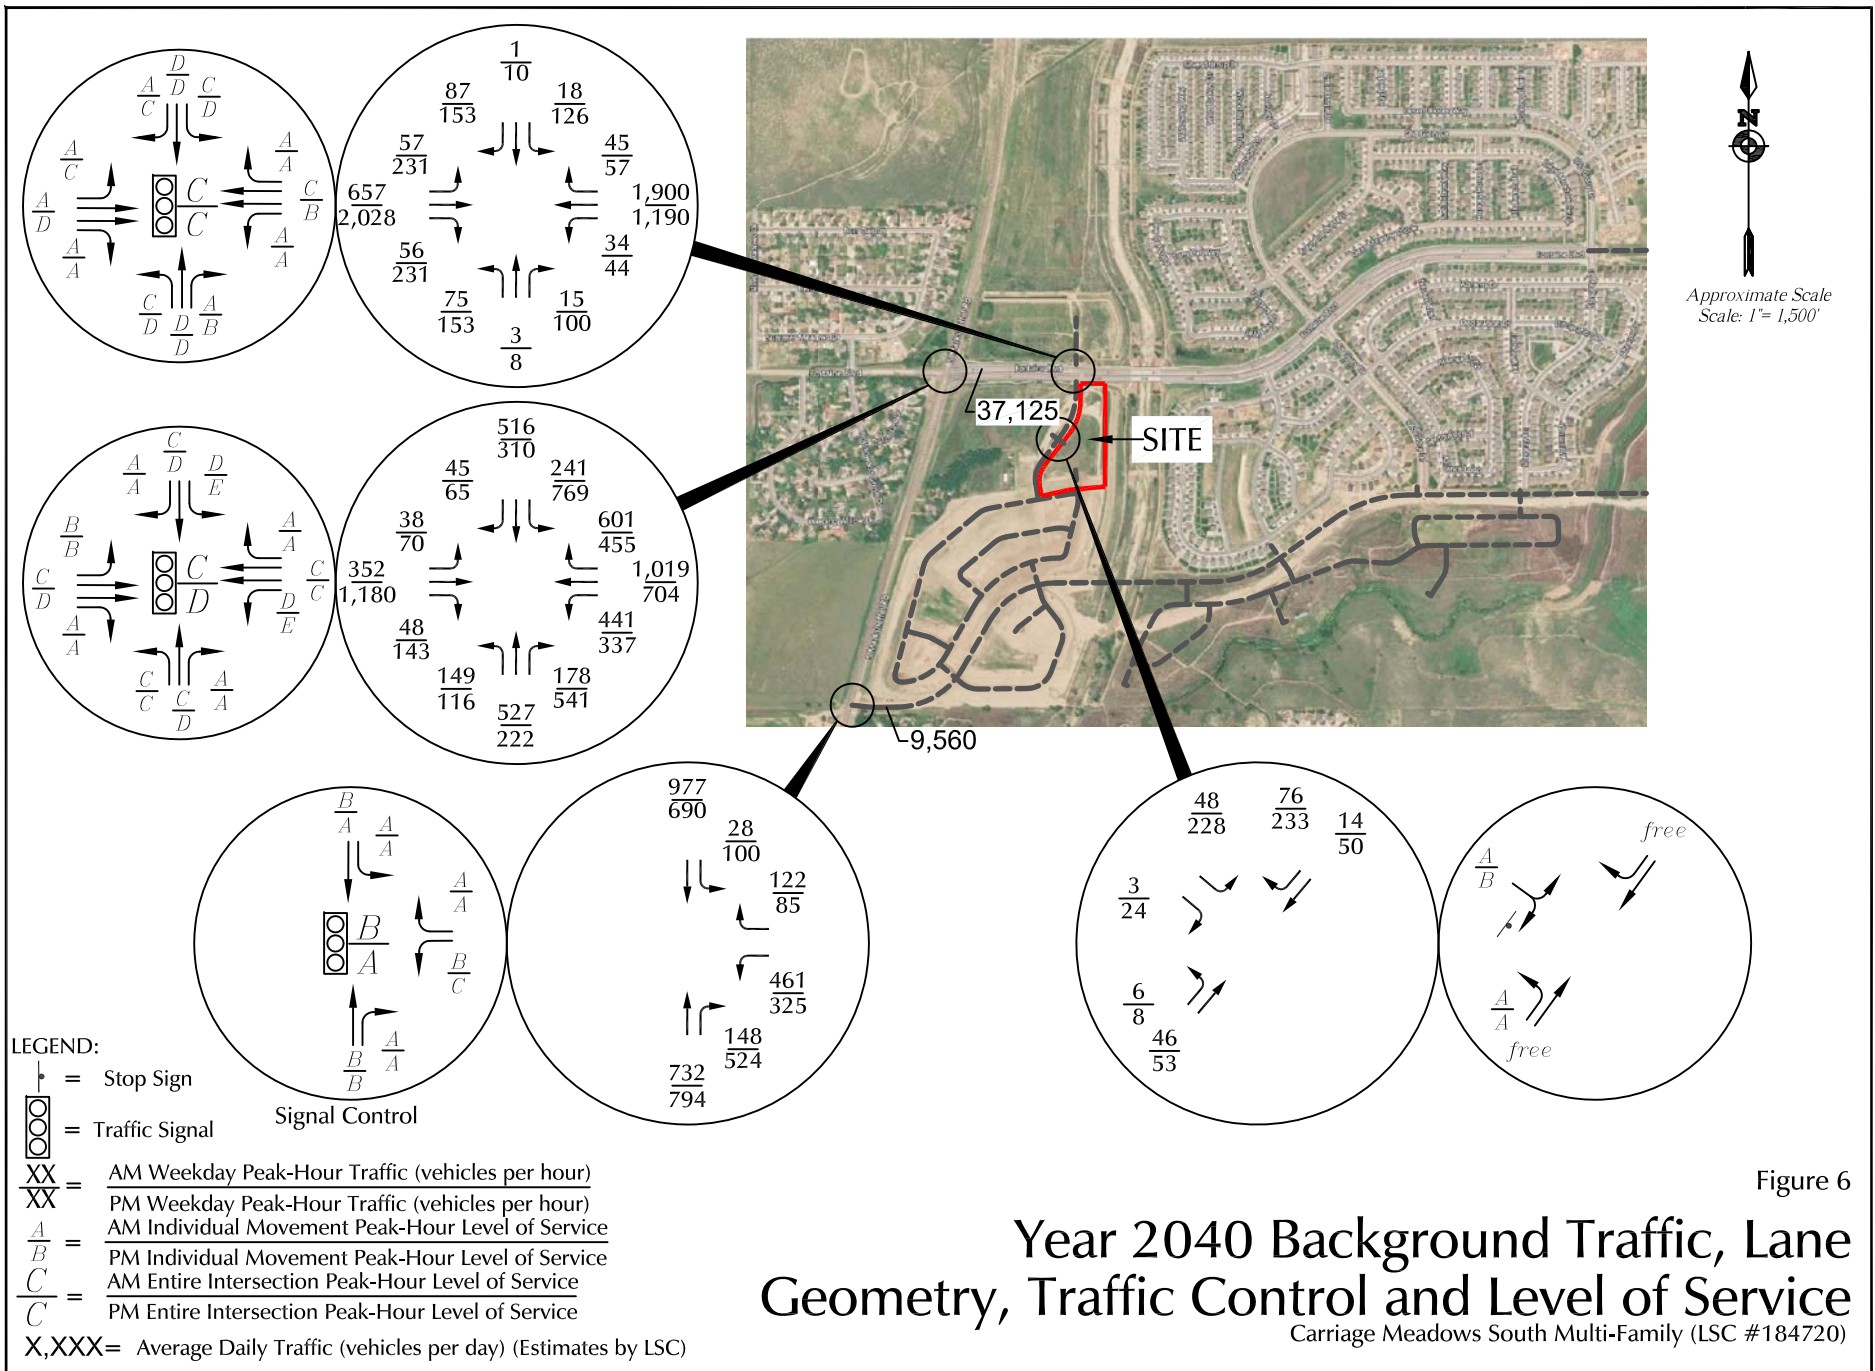 1
10
87
153
18
126
57
231
45
57
657
2,028
1,900
1,190
56
231
34
44
75
153
15
100
3
8
D
D
A
C
C
D
A
C
A
A
A
D
C
C
C
B
A
A
A
A
C
D
D
D
A
B
516
310
45
65
241
769
38
70
601
455
352
1,180
1,019
704
48
143
441
337
149
116
178
541
527
222
C
D
A
A
D
E
B
B
A
A
C
D
C
D
C
C
A
A
D
E
C
C
C
D
A
A
N
Approximate Scale
Scale: 1"= 1,500'
37,125
SITE
9,560
B
A
A
A
A
A
B
A
B
C
B
B
A
A
Signal Control
977
690
28
100
122
85
461
325
148
524
732
794
48
228
76
233
14
50
3
24
6
8
46
53
free
A
B
A
A
free
LEGEND:
= Stop Sign
= Traffic Signal
XX
XX
=
AM Weekday Peak-Hour Traffic (vehicles per hour)
PM Weekday Peak-Hour Traffic (vehicles per hour)
A
B
=
AM Individual Movement Peak-Hour Level of Service
PM Individual Movement Peak-Hour Level of Service
C
C
=
AM Entire Intersection Peak-Hour Level of Service
PM Entire Intersection Peak-Hour Level of Service
X,XXX= Average Daily Traffic (vehicles per day) (Estimates by LSC)
Figure 6
Year 2040 Background Traffic, Lane
Geometry, Traffic Control and Level of Service
Carriage Meadows South Multi-Family (LSC #184720)